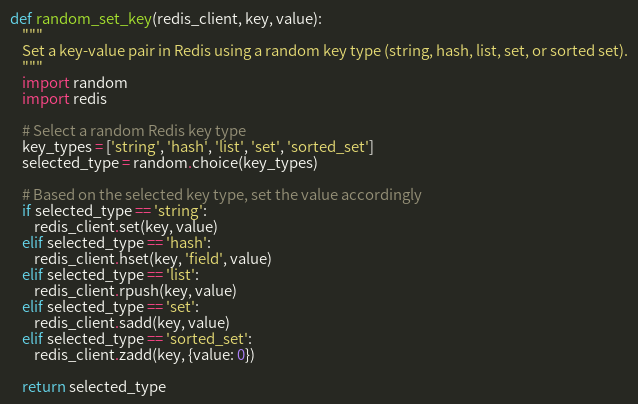 def random_set_key(redis_client, key, value):
    """
    Set a key-value pair in Redis using a random key type (string, hash, list, set, or sorted set).
    """
    import random
    import redis

    # Select a random Redis key type
    key_types = ['string', 'hash', 'list', 'set', 'sorted_set']
    selected_type = random.choice(key_types)

    # Based on the selected key type, set the value accordingly
    if selected_type == 'string':
        redis_client.set(key, value)
    elif selected_type == 'hash':
        redis_client.hset(key, 'field', value)
    elif selected_type == 'list':
        redis_client.rpush(key, value)
    elif selected_type == 'set':
        redis_client.sadd(key, value)
    elif selected_type == 'sorted_set':
        redis_client.zadd(key, {value: 0})

    return selected_type